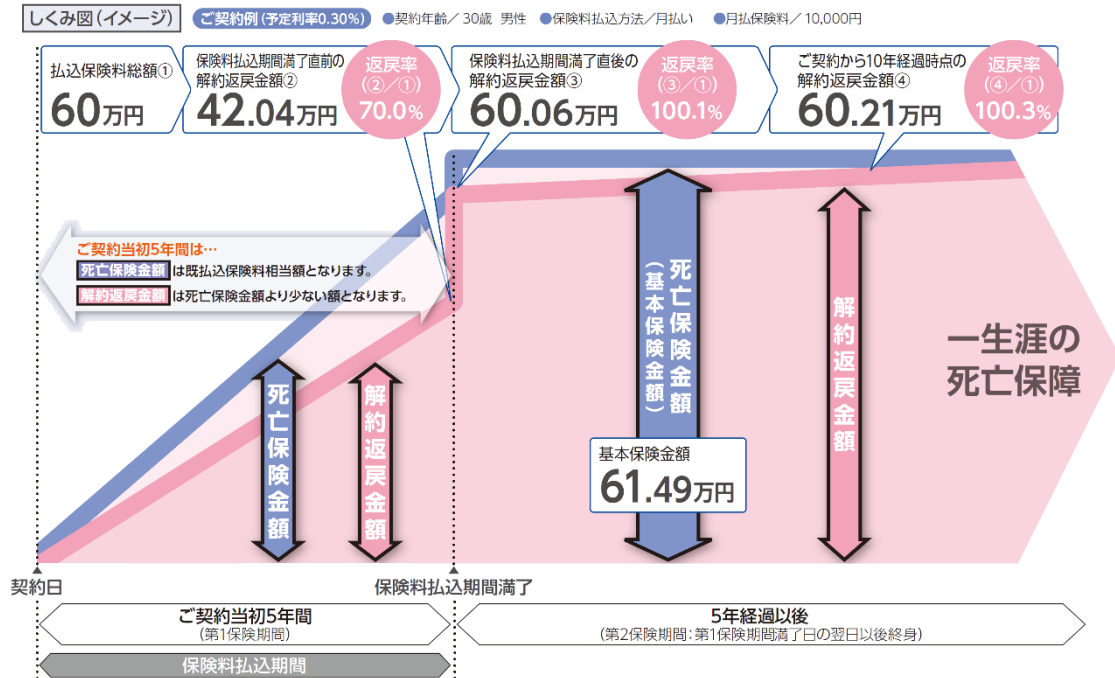 しくみ図(イメージ)
ご契約例(予定利率0.30%)
●契約年齢／30歳 男性 ●保険料払込方法／月払い ●月払保険料／10,000円
払込保険料総額①
60万円
保険料払込期間満了直前の
解約返戻金額②
42.04万円
返戻率
(②／①)
70.0%
保険料払込期間満了直後の
解約返戻金額③
60.06万円
返戻率
(③／①)
100.1%
ご契約から10年経過時点の
解約返戻金額④
60.21万円
返戻率
(④／①)
100.3%
ご契約当初5年間は…
死亡保険金額は既払込保険料相当額となります。
解約返戻金額は死亡保険金額より少ない額となります。
死亡保険金額
解約返戻金額
死亡保険金額
(基本保険金額)
基本保険金額
61.49万円
解約返戻金額
一生涯の
死亡保障
契約日
保険料払込期間満了
ご契約当初5年間
(第1保険期間)
5年経過以後
(第2保険期間：第1保険期間満了日の翌日以後終身)
保険料払込期間